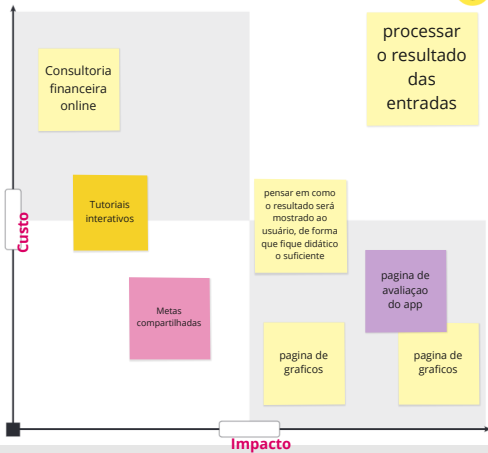 processar
o resultado
das
entradas
Consultoria
financeira
online
Tutoriais
interativos
pensar em como
o resultado será
mostrado ao
usuário, de forma
que fique didático
o suficiente
Custo
pagina de
avaliaçao
do app
Metas
compartilhadas
pagina de
graficos
pagina de
graficos
Impacto